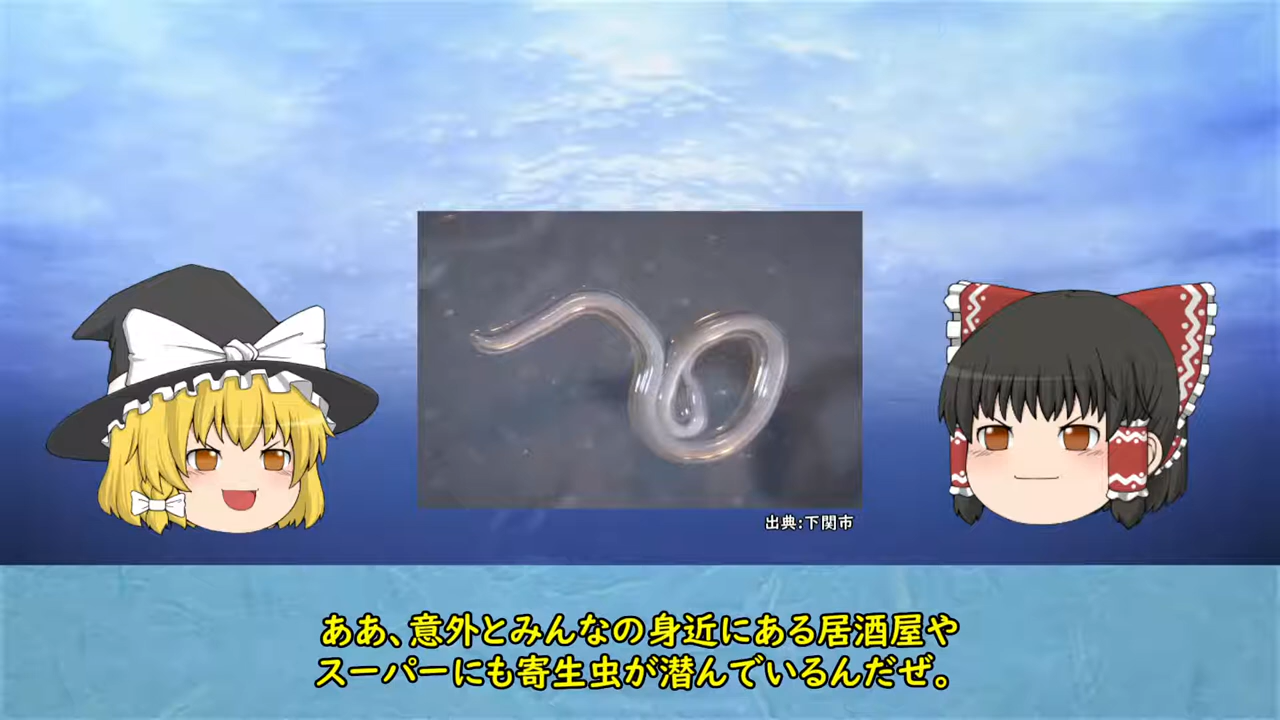 出典:下関市
ああ、意外とみんなの身近にある居酒屋や
スーパーにも寄生虫が潜んでいるんだぜ。